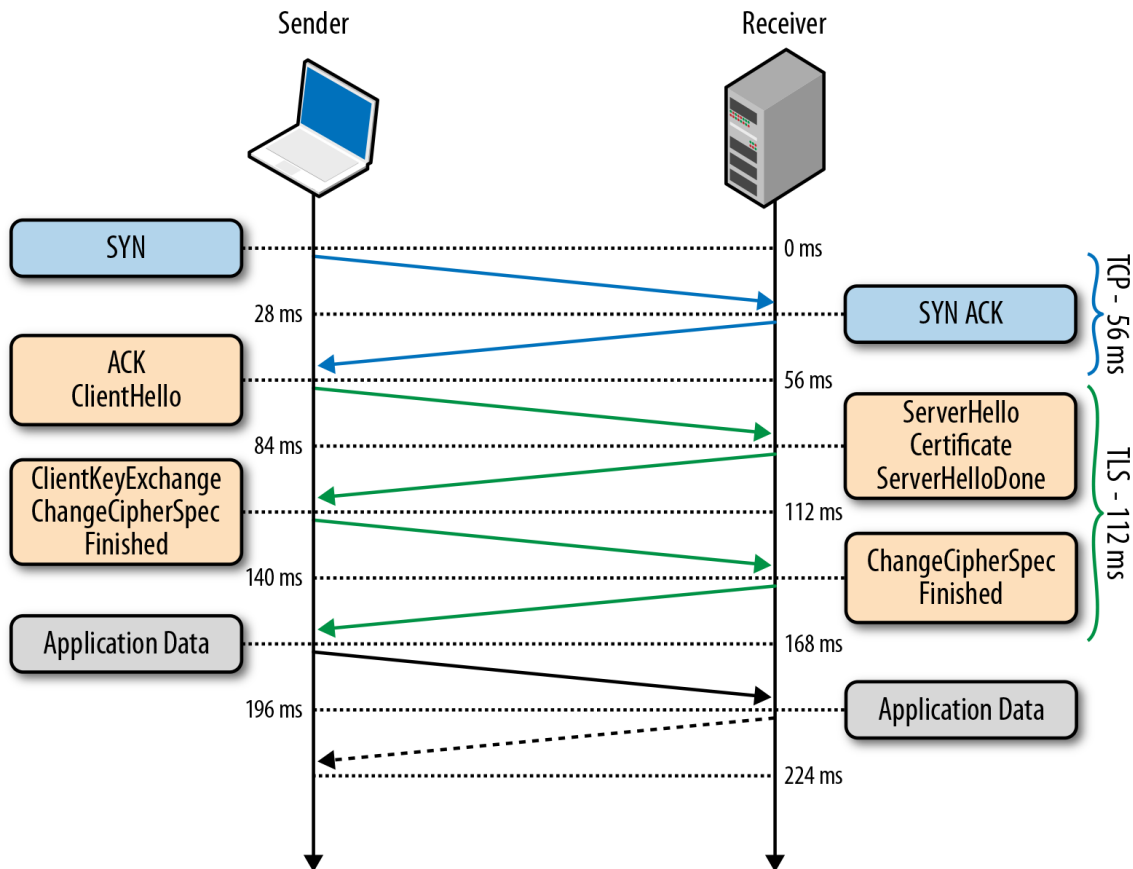 Sender
Receiver
SYN
0 ms
28 ms
SYN ACK
TCP - 56 ms
ACK
ClientHello
56 ms
84 ms
ServerHello
Certificate
ServerHelloDone
TLS - 112 ms
ClientKeyExchange
ChangeCipherSpec
Finished
112 ms
140 ms
ChangeCipherSpec
Finished
Application Data
168 ms
196 ms
Application Data
224 ms